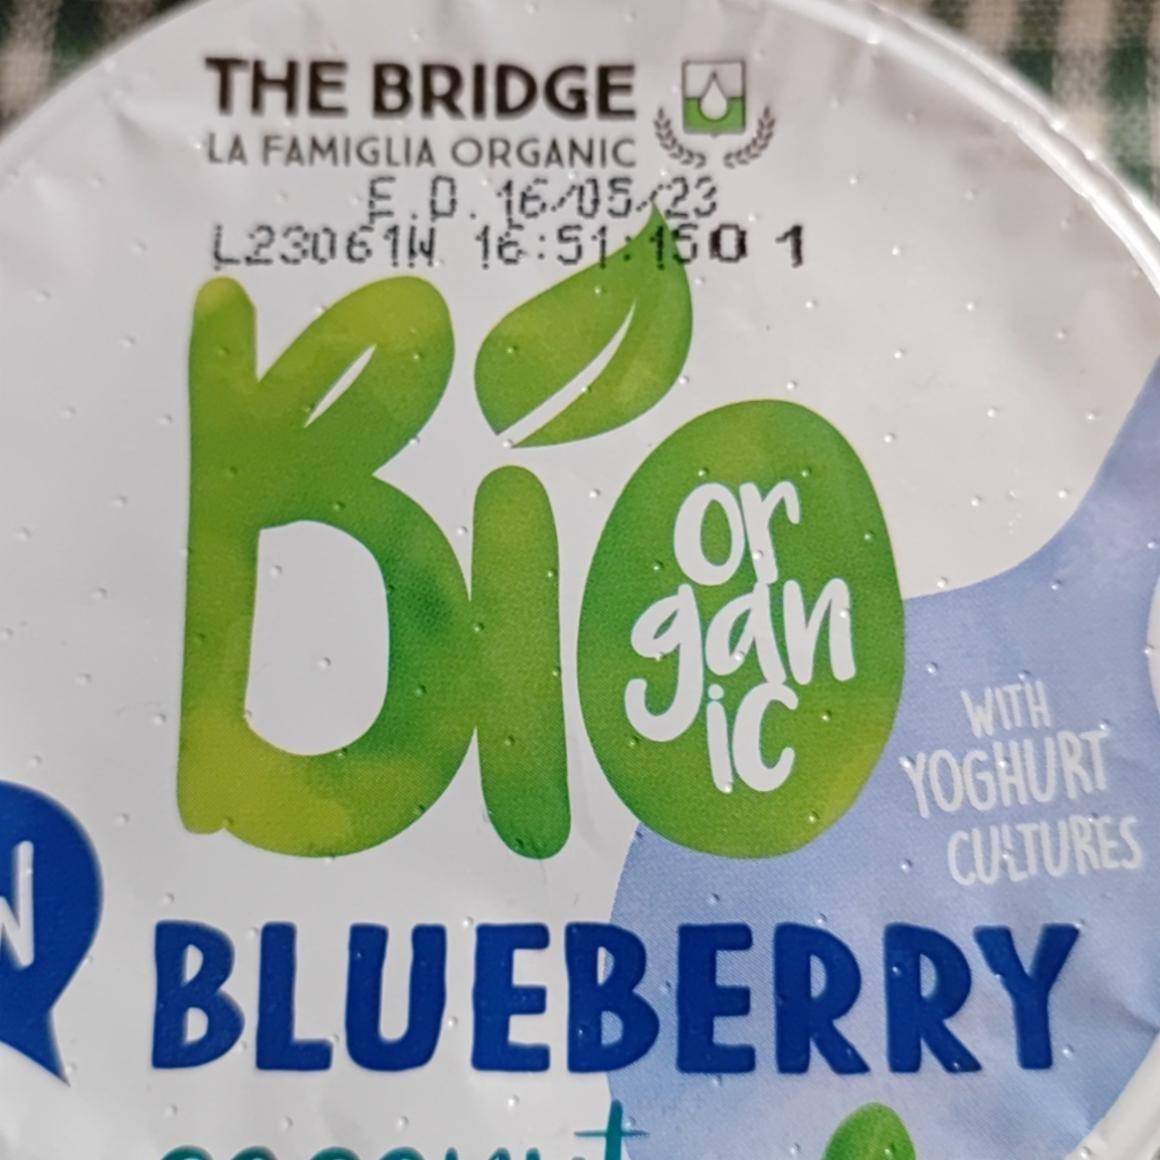 THE BRIDGE
LA FAMIGLIA ORGANIC
E.D. 16/05/23
L23061W 16:51:150 1
Bio
or
gan
ic
WITH
YOGHURT
CULTURES
BLUEBERRY